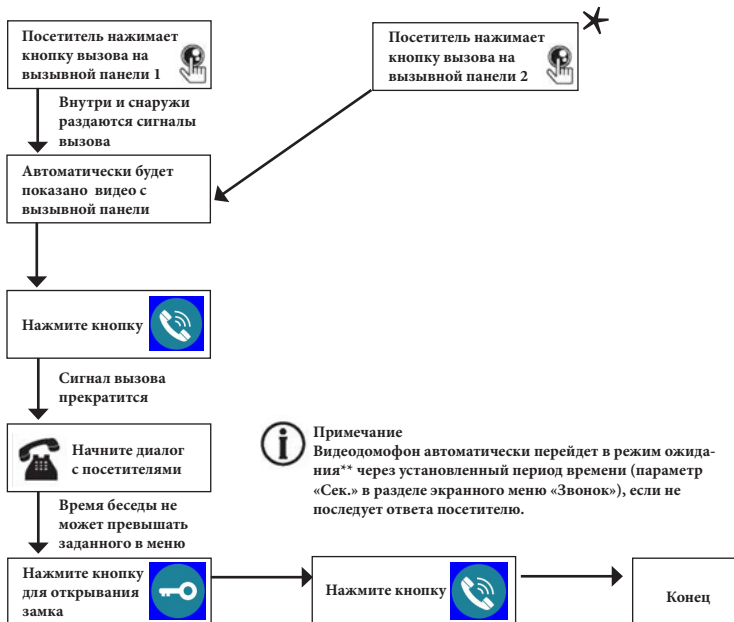 Посетитель нажимает
кнопку вызова на
вызывной панели 1
Посетитель нажимает
кнопку вызова на
вызывной панели 2
Внутри и снаружи
раздаются сигналы
вызова
Автоматически будет
показано видео с
вызывной панели
Нажмите кнопку
Сигнал вызова
прекратится
Начните диалог
с посетителями
Примечание
Видеодомофон автоматически перейдет в режим ожида-
ния** через установленный период времени (параметр
«Сек.» в разделе экранного меню «Звонок»), если не
последует ответа посетителю.
Время беседы не
может превышать
заданного в меню
Нажмите кнопку
для открывания
замка
Нажмите кнопку
Конец